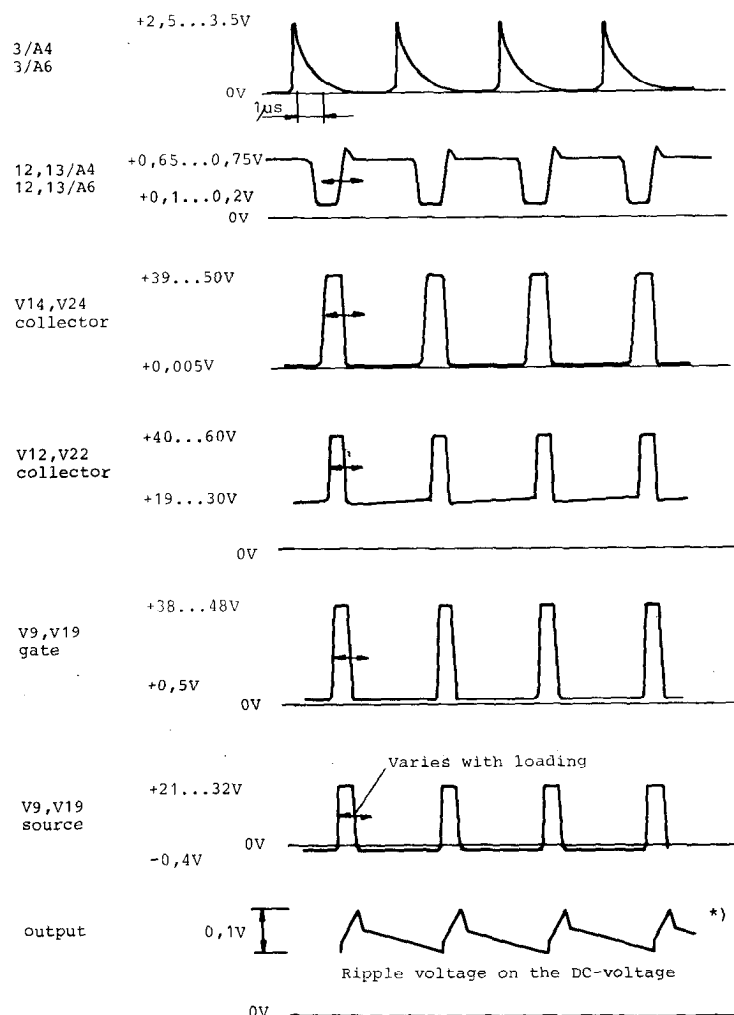 +2,5...3.5V
3/A4
3/A6
0V
1µs
12,13/A4
12,13/A6
+0,65...0,75V
+0,1...0,2V
0V
+39...50V
V14,V24
collector
+0,005V
+40...60V
V12,V22
collector
+19...30V
0V
+38...48V
V9,V19
gate
+0,5V
0V
Varies with loading
+21...32V
V9,V19
source
0V
-0,4V
output
0,1V
*)
Ripple voltage on the DC-voltage
0V